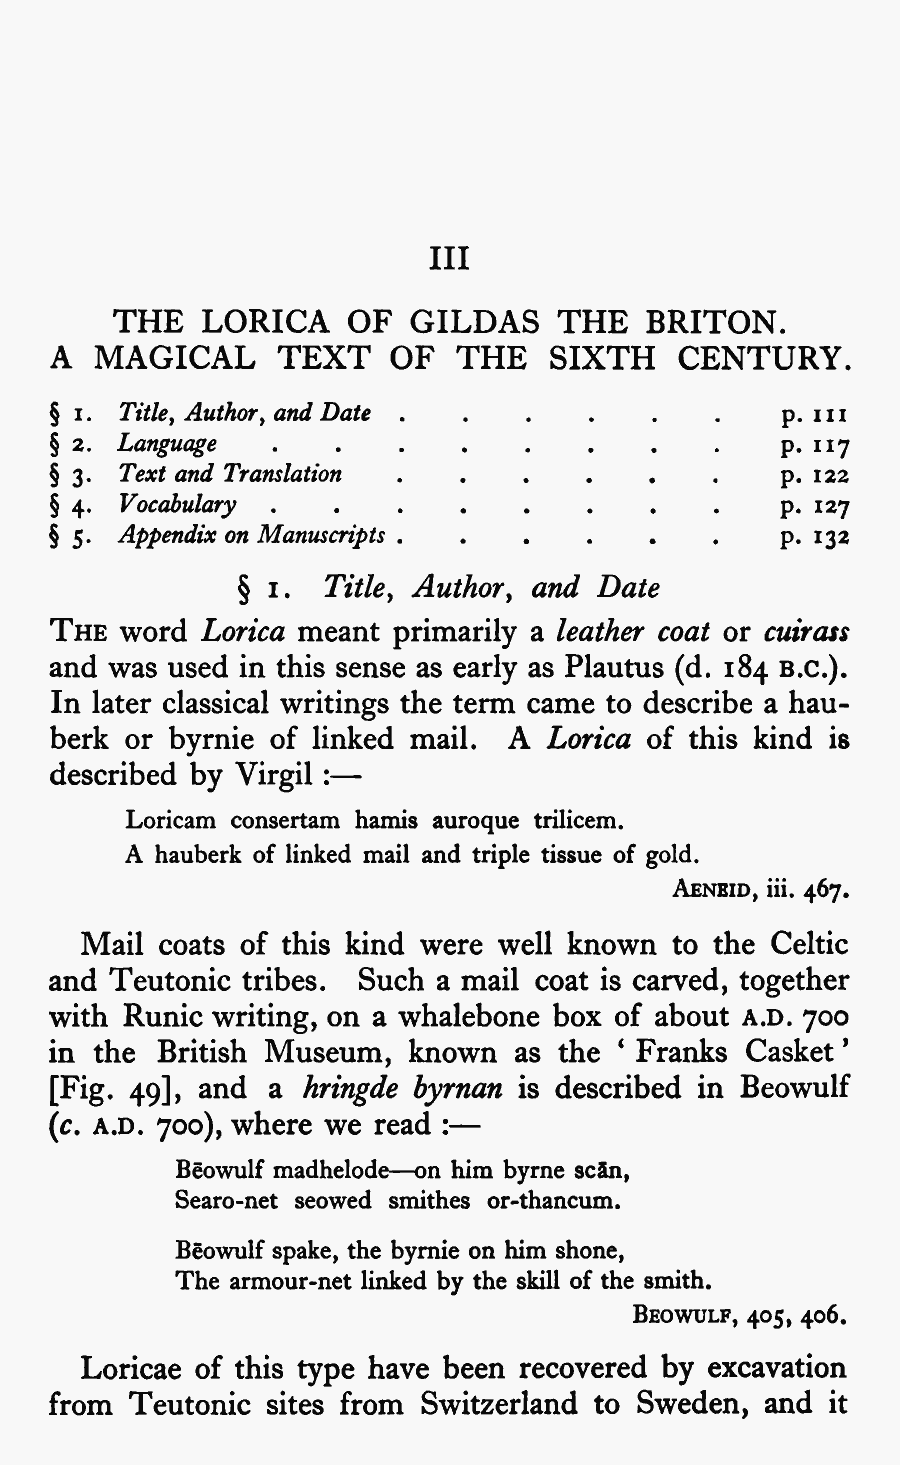 III
THE LORICA OF GILDAS THE BRITON.
A MAGICAL TEXT OF THE SIXTH CENTURY.
§ 1. Title, Author, and Date . . . . . . p. 111
§ 2. Language . . . . . . . . p. 117
§ 3. Text and Translation . . . . . . p. 122
§ 4. Vocabulary . . . . . . . . p. 127
§ 5. Appendix on Manuscripts . . . . . . p. 132
§ 1. Title, Author, and Date
THE word Lorica meant primarily a leather coat or cuirass
and was used in this sense as early as Plautus (d. 184 B.C.).
In later classical writings the term came to describe a hau-
berk or byrnie of linked mail. A Lorica of this kind is
described by Virgil :—
Loricam consertam hamis auroque trilicem.
A hauberk of linked mail and triple tissue of gold.
AENEID, iii. 467.
Mail coats of this kind were well known to the Celtic
and Teutonic tribes. Such a mail coat is carved, together
with Runic writing, on a whalebone box of about A.D. 700
in the British Museum, known as the ‘ Franks Casket ’
[Fig. 49], and a hringde byrnan is described in Beowulf
(c. A.D. 700), where we read :—
Bēowulf madhelode—on him byrne scān,
Searo-net seowed smithes or-thancum.
Bēowulf spake, the byrnie on him shone,
The armour-net linked by the skill of the smith.
BEOWULF, 405, 406.
Loricae of this type have been recovered by excavation
from Teutonic sites from Switzerland to Sweden, and it